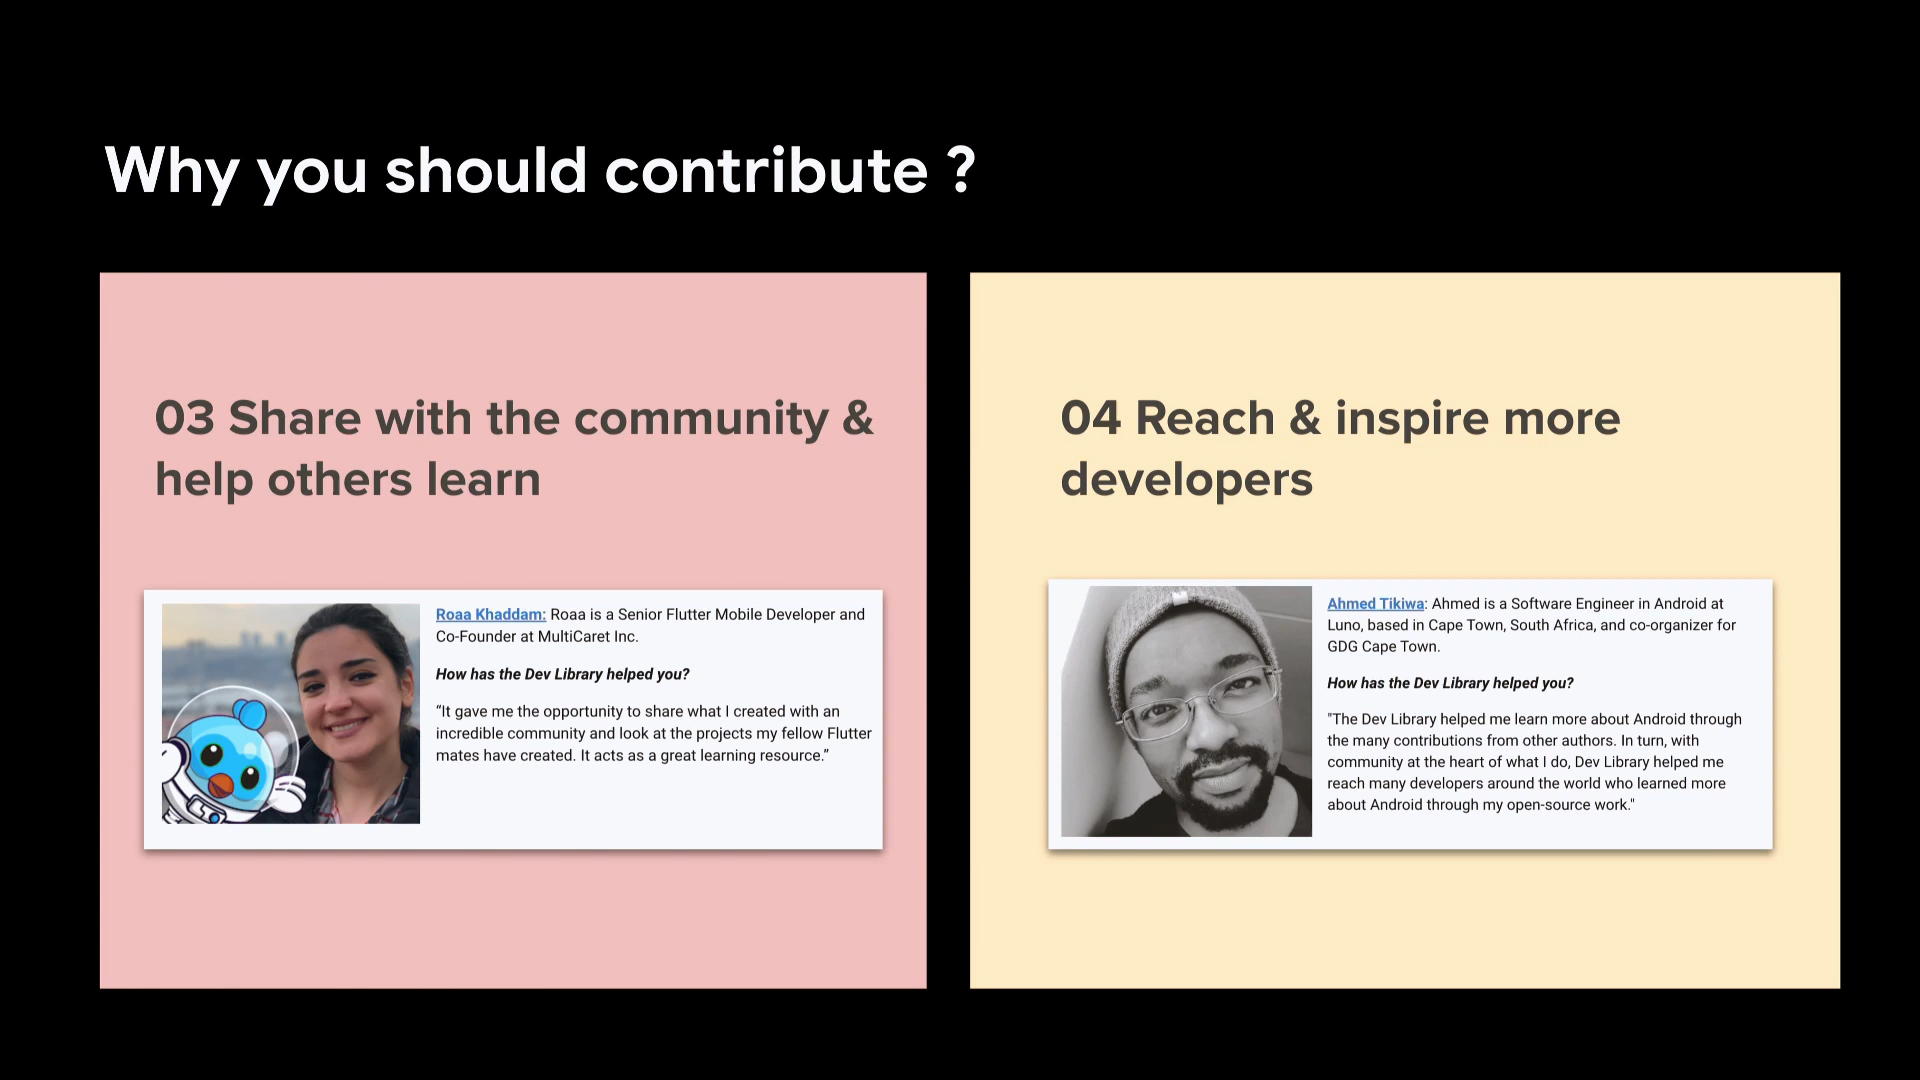 Why you should contribute ?
03 Share with the community &
help others learn
Roaa Khaddam: Roaa is a Senior Flutter Mobile Developer and
Co-Founder at MultiCaret Inc.
How has the Dev Library helped you?
“It gave me the opportunity to share what I created with an
incredible community and look at the projects my fellow Flutter
mates have created. It acts as a great learning resource.”
04 Reach & inspire more
developers
Ahmed Tikiwa: Ahmed is a Software Engineer in Android at
Luno, based in Cape Town, South Africa, and co-organizer for
GDG Cape Town.
How has the Dev Library helped you?
"The Dev Library helped me learn more about Android through
the many contributions from other authors. In turn, with
community at the heart of what I do, Dev Library helped me
reach many developers around the world who learned more
about Android through my open-source work."